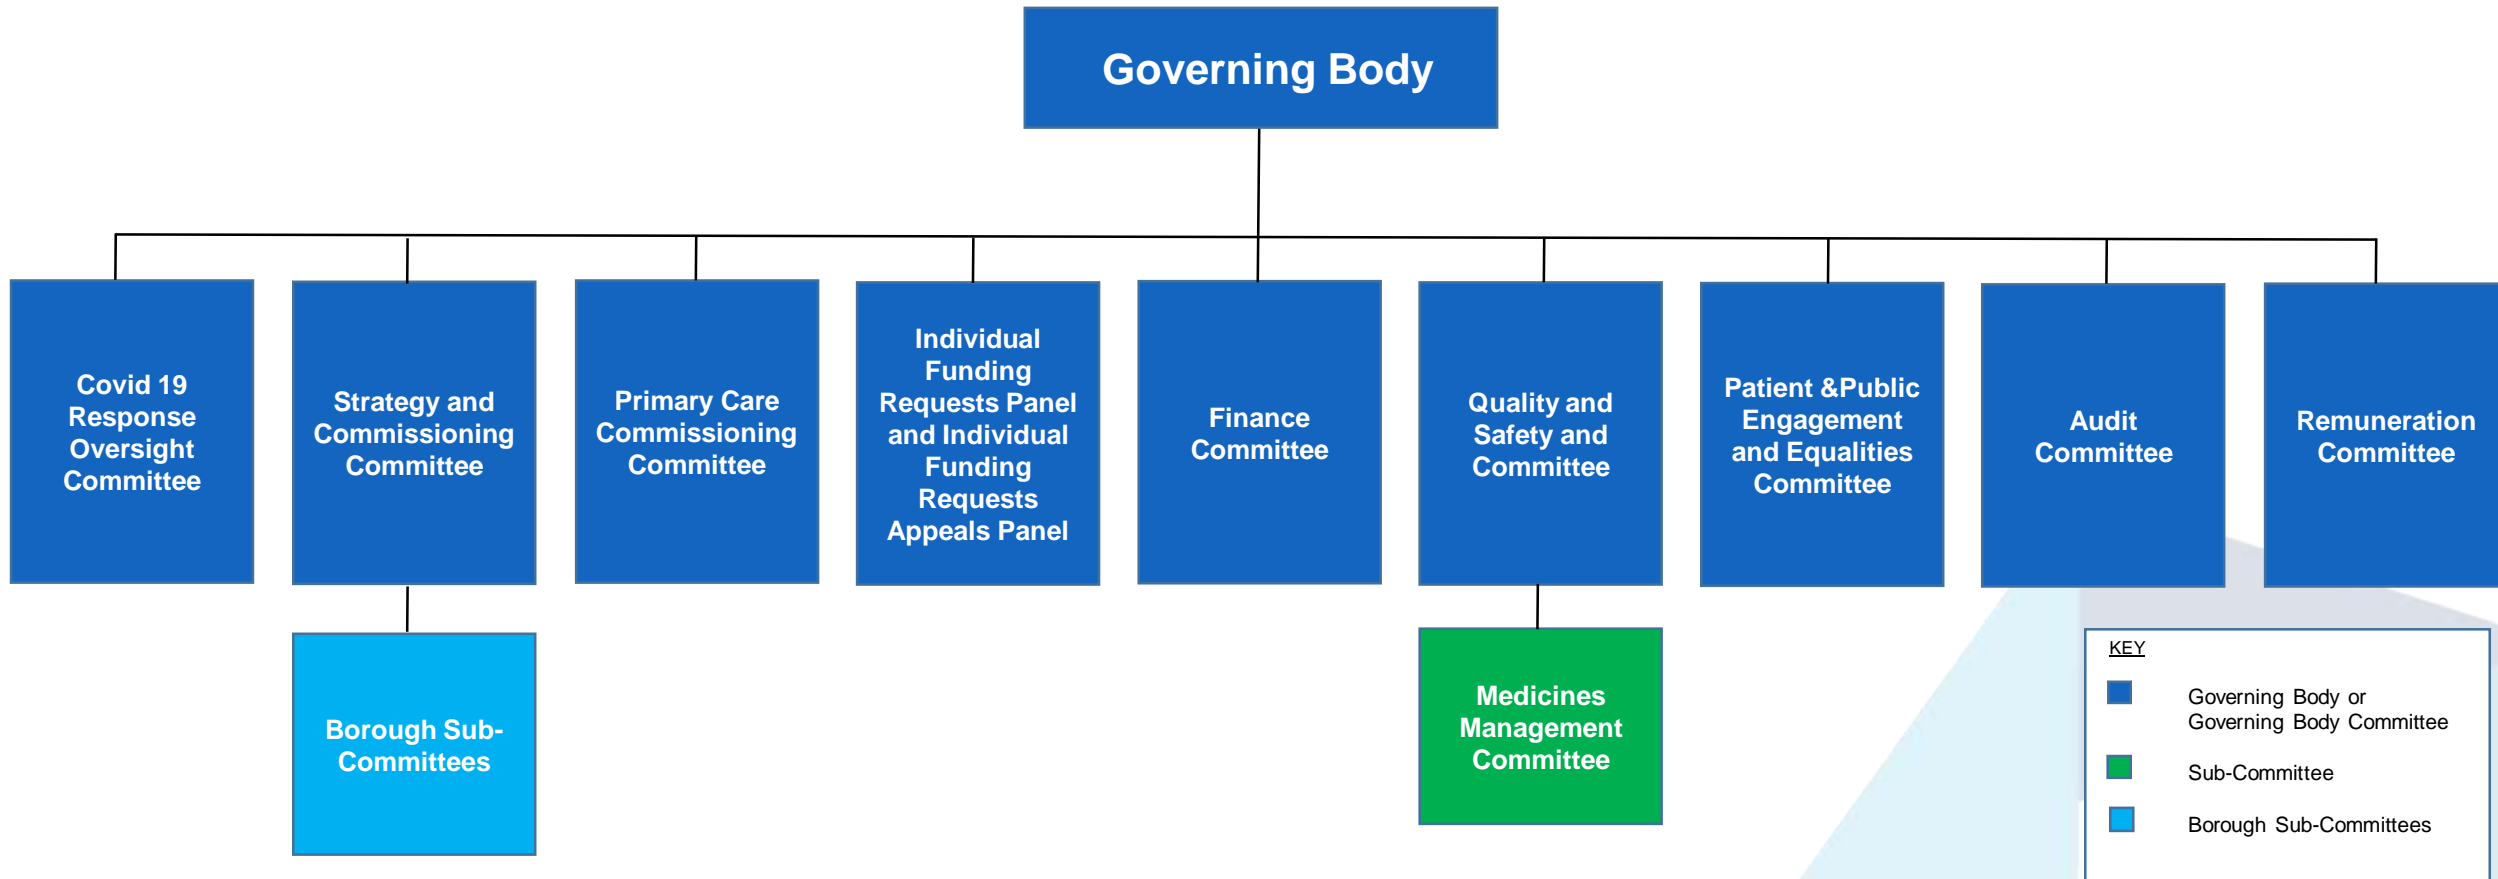 Governing Body
Covid 19
Response
Oversight
Committee
Strategy and
Commissioning
Committee
Primary Care
Commissioning
Committee
Individual
Funding
Requests Panel
and Individual
Funding
Requests
Appeals Panel
Finance
Committee
Quality and
Safety and
Committee
Patient &Public
Engagement
and Equalities
Committee
Audit
Committee
Remuneration
Committee
Borough Sub-
Committees
Medicines
Management
Committee
KEY
Governing Body or
Governing Body Committee
Sub-Committee
Borough Sub-Committees